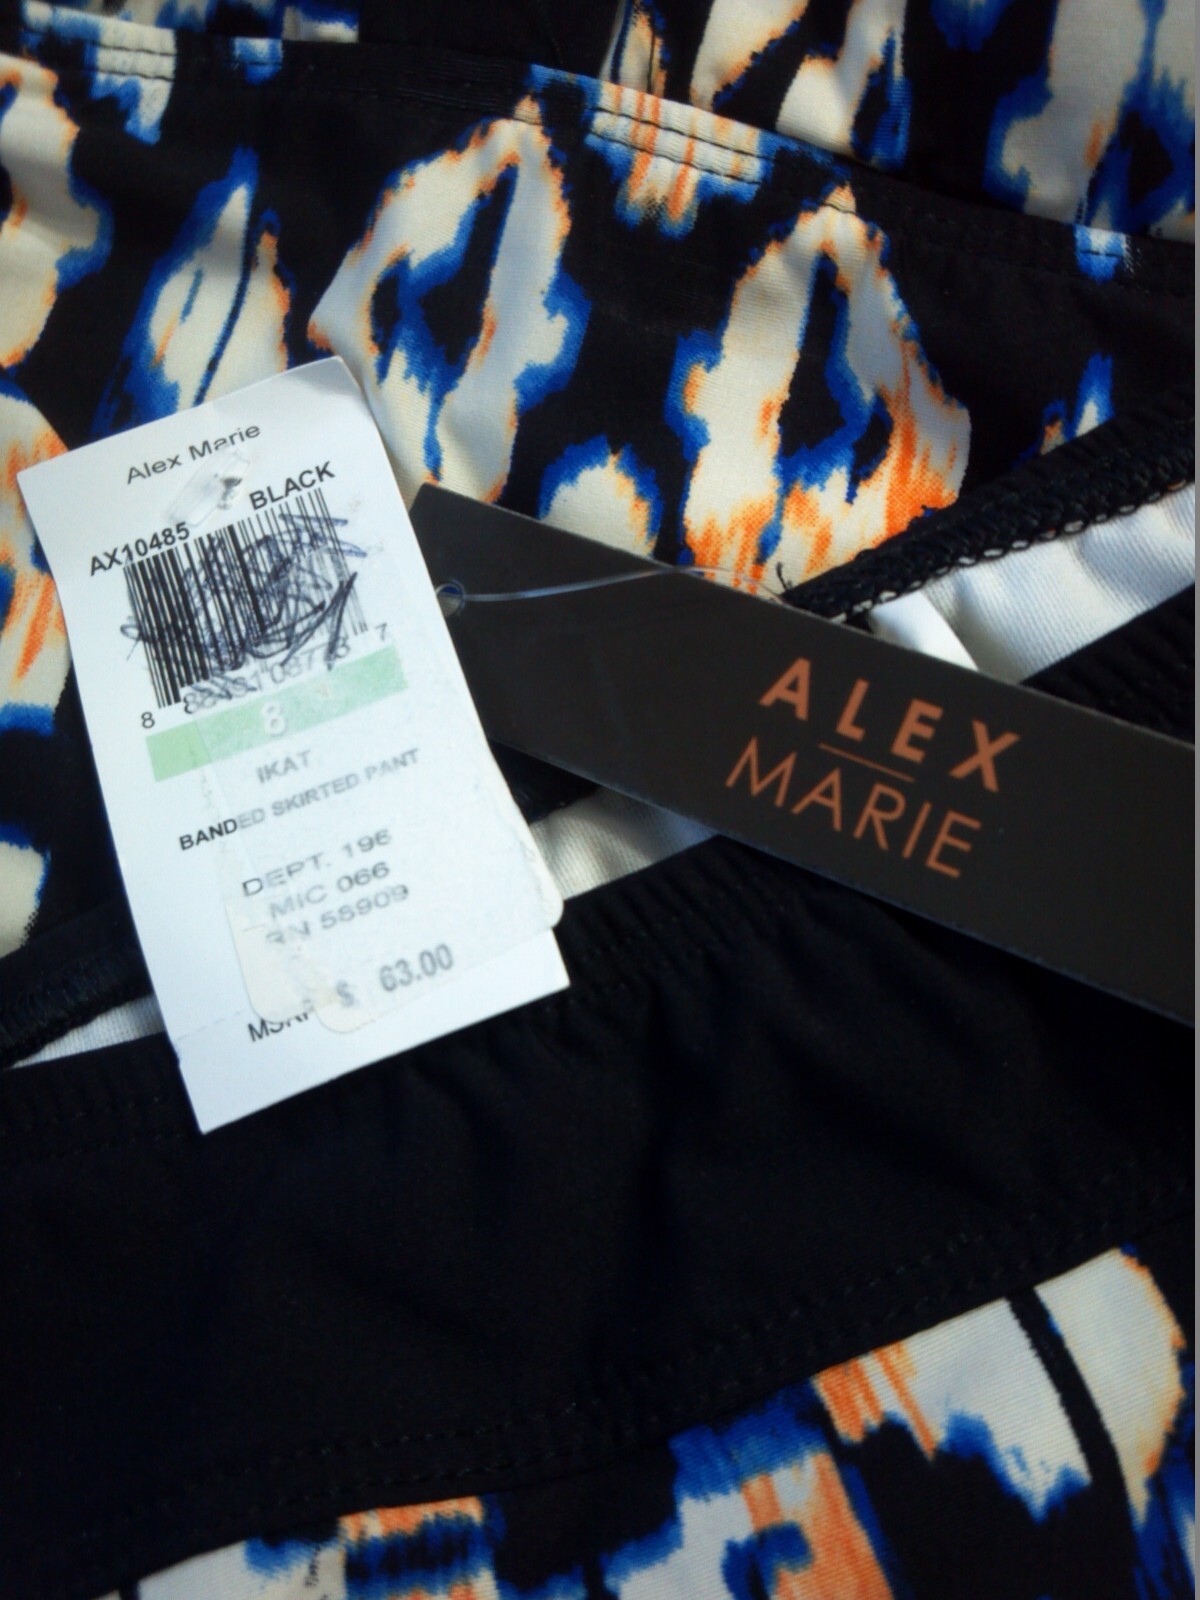 Alex Marie
AX10485 BLACK
8
IKAT
BANDED SKIRTED PANT
DEPT. 196
MIC 066
RN 58909
MSRP $ 63.00
ALEX
MARIE